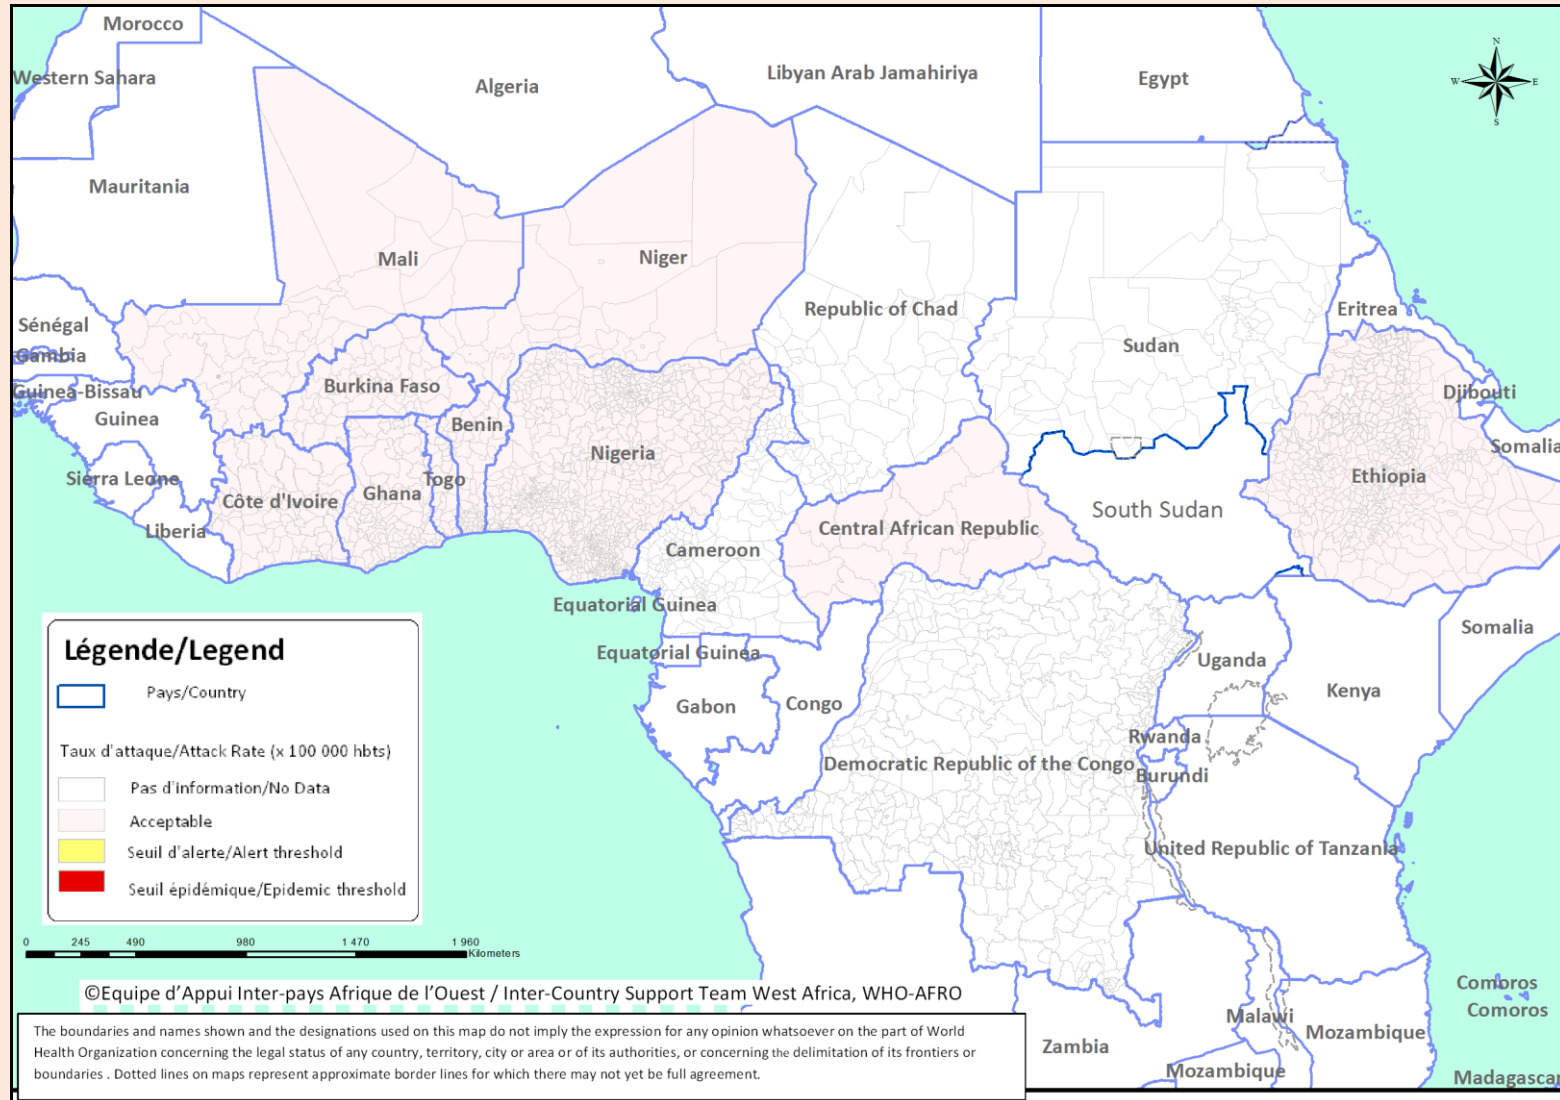 Morocco
Western Sahara
Algeria
Libyan Arab Jamahiriya
Egypt
N
W
E
S
Mauritania
Mali
Niger
Republic of Chad
Sudan
Eritrea
Sénégal
Gambia
Guinea-Bissau
Guinea
Burkina Faso
Benin
Nigeria
Djibouti
Somalia
Sierra Leone
Côte d'Ivoire
Ghana
Togo
Ethiopia
Liberia
Cameroon
Central African Republic
South Sudan
Equatorial Guinea
Equatorial Guinea
Gabon
Congo
Uganda
Kenya
Somalia
Rwanda
Democratic Republic of the Congo
Burundi
United Republic of Tanzania
Légende/Legend
Pays/Country
Taux d'attaque/Attack Rate (x 100 000 hbts)
Pas d'information/No Data
Acceptable
Seuil d'alerte/Alert threshold
Seuil épidémique/Epidemic threshold
0 245 490 980 1 470 1 960
Kilometers
Comoros
Comoros
Malawi
Mozambique
Zambia
Mozambique
Madagascar
©Equipe d'Appui Inter-pays Afrique de l'Ouest / Inter-Country Support Team West Africa, WHO-AFRO
The boundaries and names shown and the designations used on this map do not imply the expression for any opinion whatsoever on the part of World
Health Organization concerning the legal status of any country, territory, city or area or of its authorities, or concerning the delimitation of its frontiers or
boundaries . Dotted lines on maps represent approximate border lines for which there may not yet be full agreement.